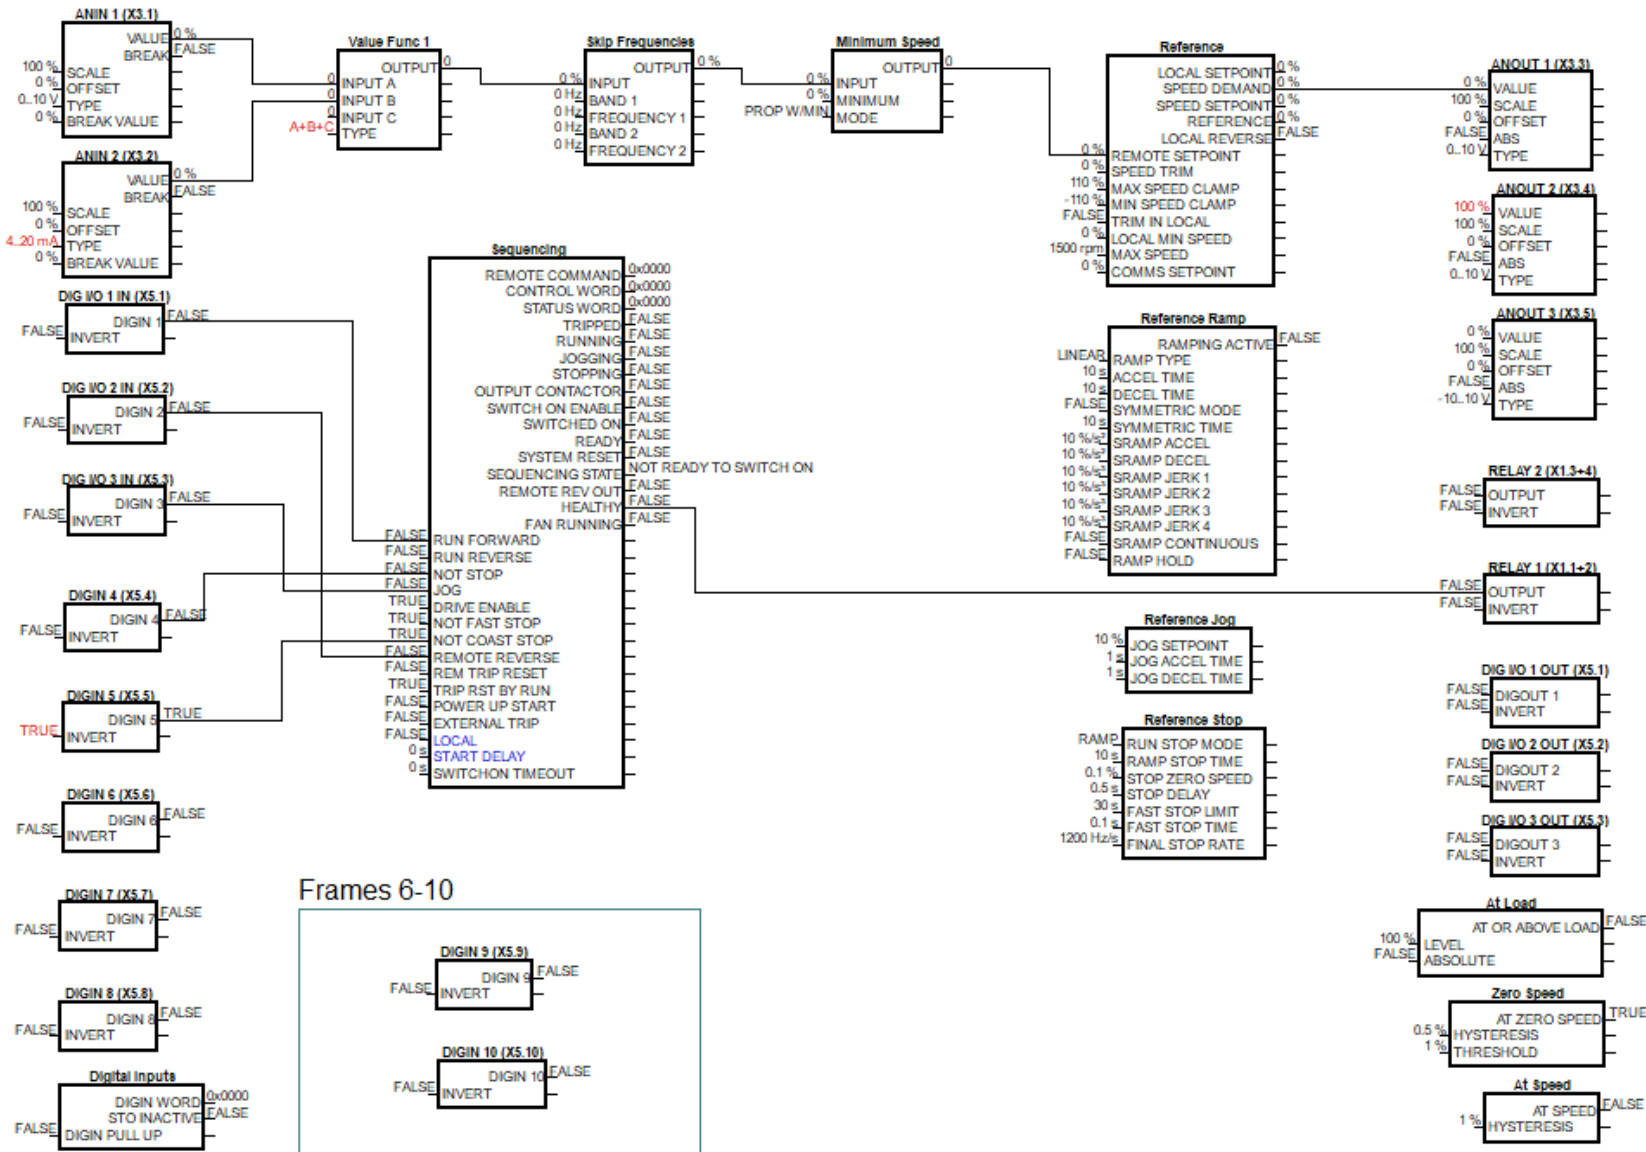 ANIN 1 (X3.1)
VALUE 0 %
BREAK FALSE
100 % SCALE
0 % OFFSET
0..10 V TYPE
0 % BREAK VALUE
ANIN 2 (X3.2)
VALUE 0 %
BREAK FALSE
100 % SCALE
0 % OFFSET
4..20 mA TYPE
0 % BREAK VALUE
Value Func 1
OUTPUT 0
0 INPUT A
0 INPUT B
0 INPUT C
A+B+C TYPE
Skip Frequencies
OUTPUT 0 %
0 % INPUT
0 Hz BAND 1
0 Hz FREQUENCY 1
0 Hz BAND 2
0 Hz FREQUENCY 2
Minimum Speed
OUTPUT 0
0 % INPUT
0 % MINIMUM
PROP W/MIN MODE
Reference
LOCAL SETPOINT 0 %
SPEED DEMAND 0 %
SPEED SETPOINT 0 %
REFERENCE 0 %
LOCAL REVERSE FALSE
0 % REMOTE SETPOINT
0 % SPEED TRIM
110 % MAX SPEED CLAMP
-110 % MIN SPEED CLAMP
FALSE TRIM IN LOCAL
0 % LOCAL MIN SPEED
1500 rpm MAX SPEED
0 % COMMS SETPOINT
ANOUT 1 (X3.3)
0 % VALUE
100 % SCALE
0 % OFFSET
FALSE ABS
0..10 V TYPE
ANOUT 2 (X3.4)
100 % VALUE
100 % SCALE
0 % OFFSET
FALSE ABS
0..10 V TYPE
ANOUT 3 (X3.5)
0 % VALUE
100 % SCALE
0 % OFFSET
FALSE ABS
-10..10 V TYPE
DIG I/O 1 IN (X5.1)
DIGIN 1 FALSE
FALSE INVERT
DIG I/O 2 IN (X5.2)
DIGIN 2 FALSE
FALSE INVERT
DIG I/O 3 IN (X5.3)
DIGIN 3 FALSE
FALSE INVERT
DIGIN 4 (X5.4)
DIGIN 4 FALSE
FALSE INVERT
DIGIN 5 (X5.5)
DIGIN 5 TRUE
TRUE INVERT
DIGIN 6 (X5.6)
DIGIN 6 FALSE
FALSE INVERT
DIGIN 7 (X5.7)
DIGIN 7 FALSE
FALSE INVERT
DIGIN 8 (X5.8)
DIGIN 8 FALSE
FALSE INVERT
Digital Inputs
DIGIN WORD 0x0000
STO INACTIVE FALSE
FALSE DIGIN PULL UP
Sequencing
REMOTE COMMAND 0x0000
CONTROL WORD 0x0000
STATUS WORD 0x0000
TRIPPED FALSE
RUNNING FALSE
JOGGING FALSE
STOPPING FALSE
OUTPUT CONTACTOR FALSE
SWITCH ON ENABLE FALSE
SWITCHED ON FALSE
READY FALSE
SYSTEM RESET FALSE
SEQUENCING STATE NOT READY TO SWITCH ON
REMOTE REV OUT FALSE
HEALTHY FALSE
FAN RUNNING FALSE
FALSE RUN FORWARD
FALSE RUN REVERSE
FALSE NOT STOP
FALSE JOG
TRUE DRIVE ENABLE
TRUE NOT FAST STOP
TRUE NOT COAST STOP
FALSE REMOTE REVERSE
FALSE REM TRIP RESET
TRUE TRIP RST BY RUN
FALSE POWER UP START
FALSE EXTERNAL TRIP
FALSE LOCAL
0 s START DELAY
0 s SWITCHON TIMEOUT
Reference Ramp
RAMPING ACTIVE FALSE
LINEAR RAMP TYPE
10 s ACCEL TIME
10 s DECEL TIME
FALSE SYMMETRIC MODE
10 s SYMMETRIC TIME
10 %/s² SRAMP ACCEL
10 %/s² SRAMP DECEL
10 %/s³ SRAMP JERK 1
10 %/s³ SRAMP JERK 2
10 %/s³ SRAMP JERK 3
10 %/s³ SRAMP JERK 4
FALSE SRAMP CONTINUOUS
FALSE RAMP HOLD
Reference Jog
10 % JOG SETPOINT
1 s JOG ACCEL TIME
1 s JOG DECEL TIME
Reference Stop
RAMP RUN STOP MODE
10 s RAMP STOP TIME
0.1 % STOP ZERO SPEED
0.5 s STOP DELAY
30 s FAST STOP LIMIT
0.1 s FAST STOP TIME
1200 Hz/s FINAL STOP RATE
RELAY 2 (X1.3+4)
FALSE OUTPUT
FALSE INVERT
RELAY 1 (X1.1+2)
FALSE OUTPUT
FALSE INVERT
DIG I/O 1 OUT (X5.1)
FALSE DIGOUT 1
FALSE INVERT
DIG I/O 2 OUT (X5.2)
FALSE DIGOUT 2
FALSE INVERT
DIG I/O 3 OUT (X5.3)
FALSE DIGOUT 3
FALSE INVERT
At Load
AT OR ABOVE LOAD FALSE
100 % LEVEL
FALSE ABSOLUTE
Zero Speed
AT ZERO SPEED TRUE
0.5 % HYSTERESIS
1 % THRESHOLD
At Speed
AT SPEED FALSE
1 % HYSTERESIS
Frames 6-10
DIGIN 9 (X5.9)
DIGIN 9 FALSE
FALSE INVERT
DIGIN 10 (X5.10)
DIGIN 10 FALSE
FALSE INVERT